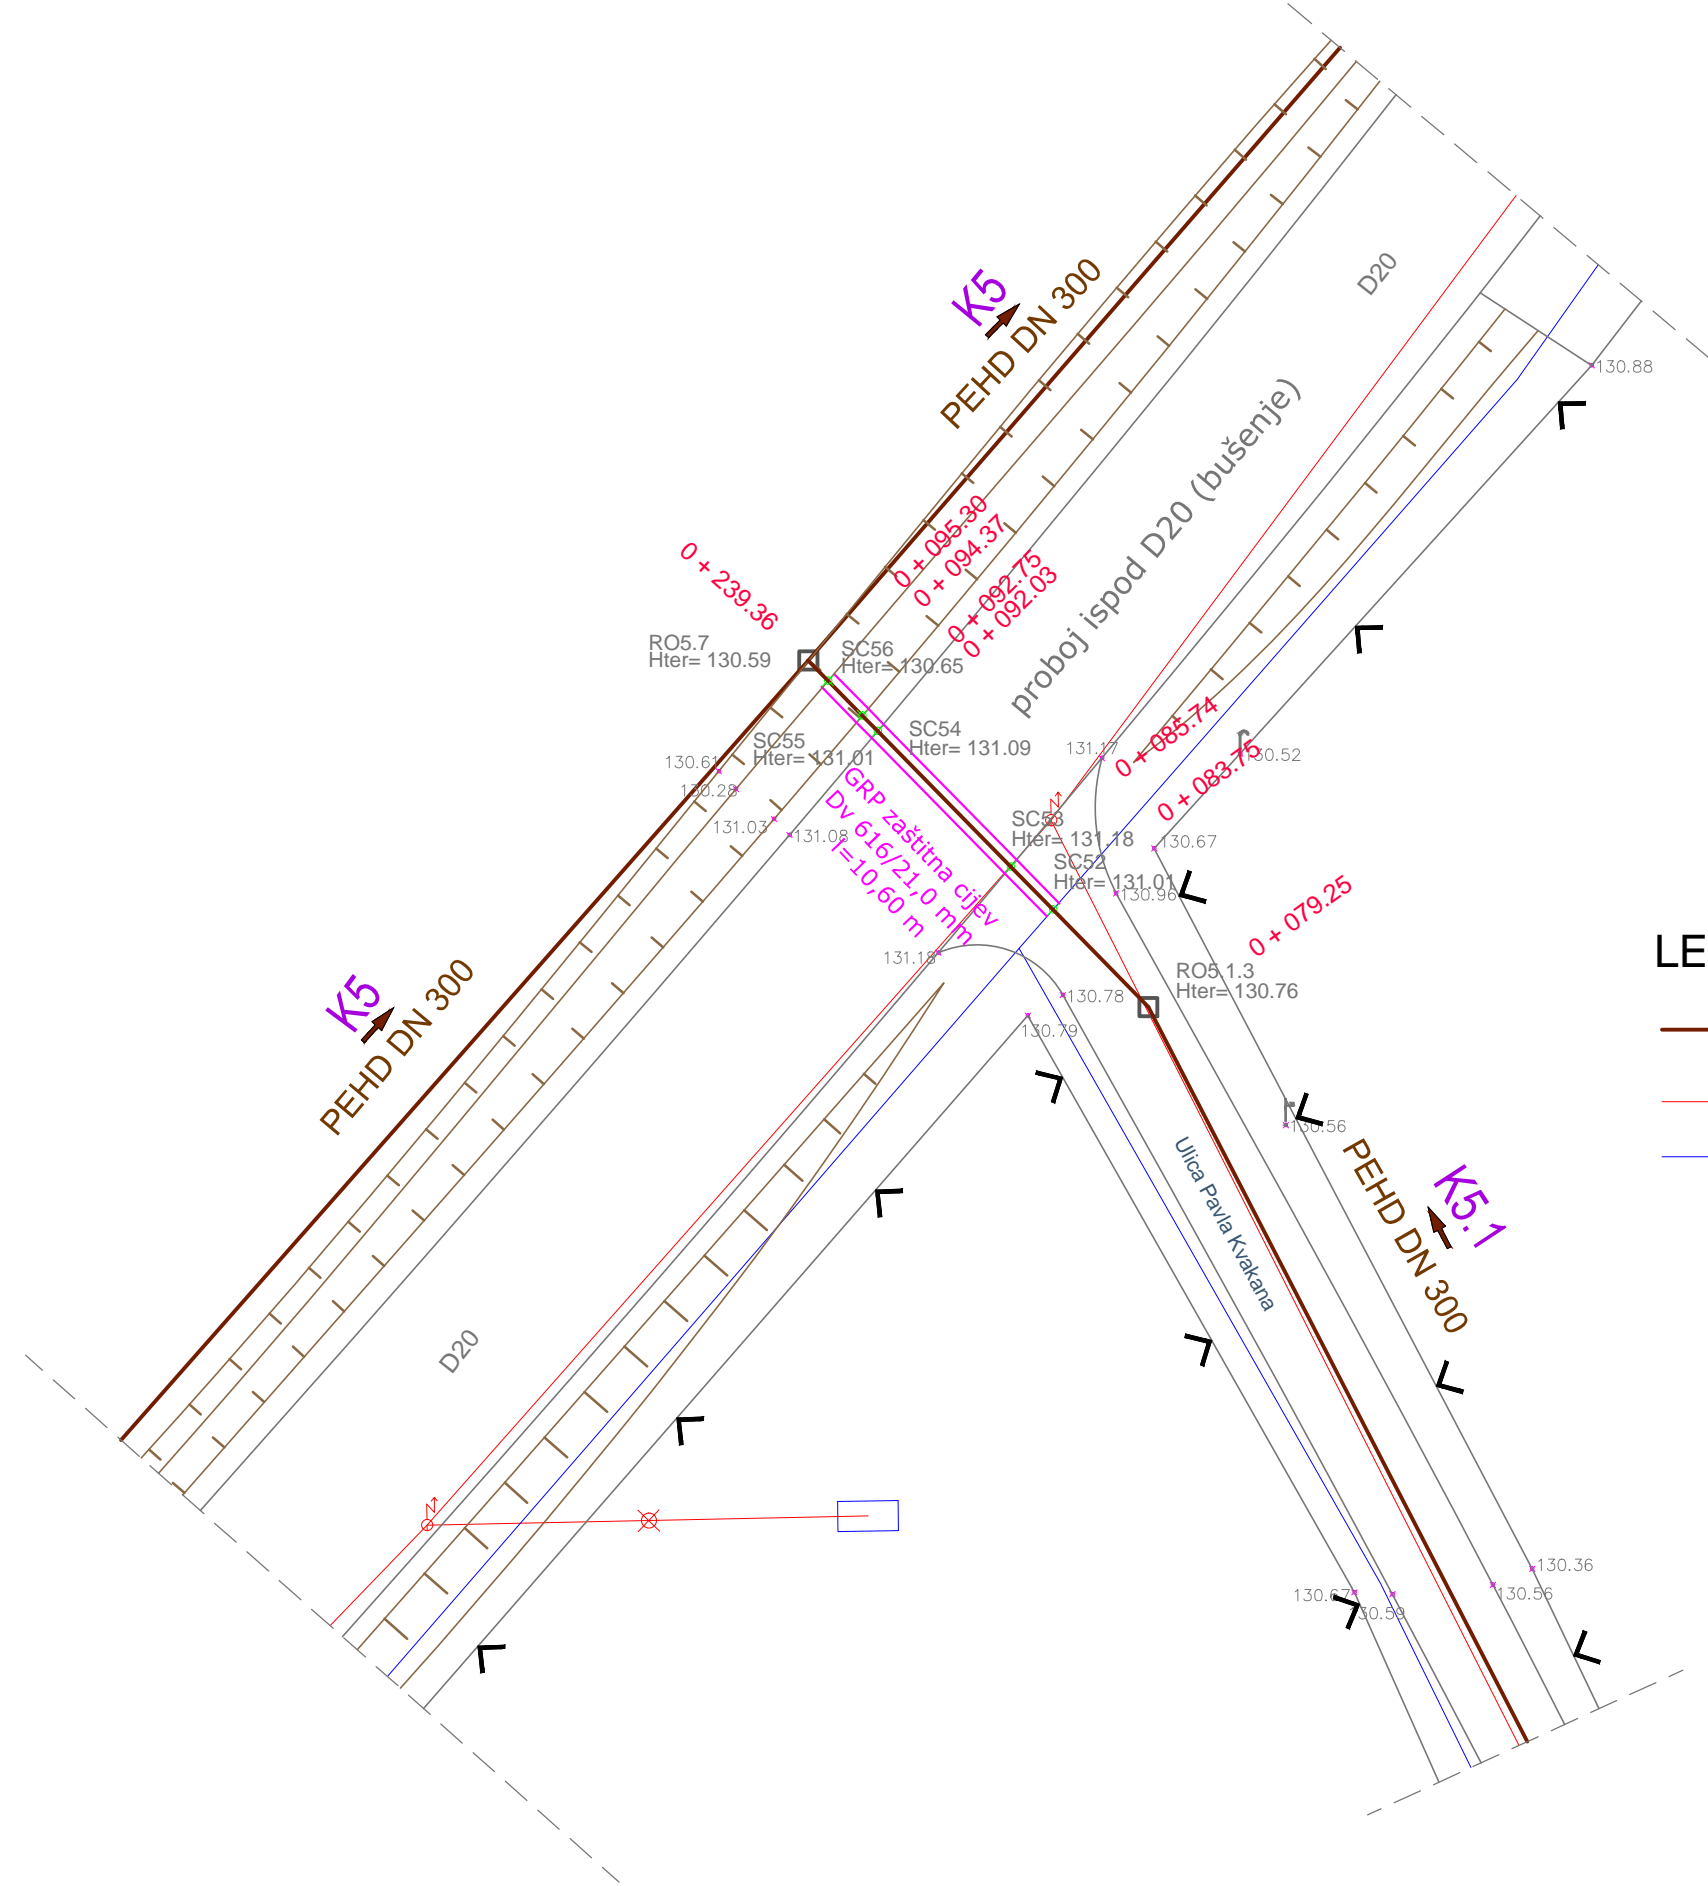 D20
K5
PEHD DN 300
130.88
proboj ispod D20 (bušenje)
0 + 095.30
0 + 094.37
0 + 092.75
0 + 092.03
0 + 239.36
RO5.7
Hter= 130.59
SC56
Hter= 130.65
SC54
Hter= 131.09
SC55
Hter= 131.01
130.61
130.28
131.03
131.08
131.17
0 + 085.74
130.52
0 + 083.75
GRP zaštitna cijev
Dv 616/21,0 mm
l=10,60 m
SC53
Hter= 131.18
130.67
SC52
Hter= 131.01
130.96
0 + 079.25
LE
131.18
RO5.1.3
Hter= 130.76
130.78
130.79
K5
PEHD DN 300
130.56
Ulica Pavla Kvakana
K5.1
PEHD DN 300
D20
N
N
130.36
130.56
130.67
130.59